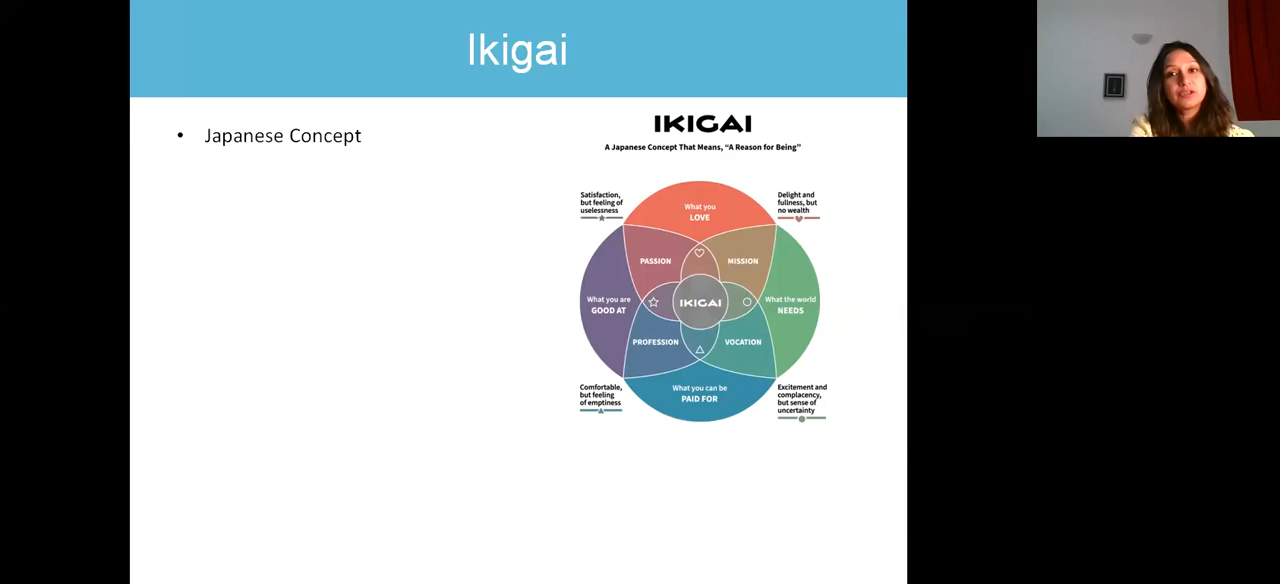 Ikigai
• Japanese Concept
IKIGAI
A Japanese Concept That Means, “A Reason for Being”
Satisfaction,
but feeling of
uselessness
Delight and
fullness, but
no wealth
What you
LOVE
PASSION
MISSION
What you are
GOOD AT
IKIGAI
What the world
NEEDS
PROFESSION
VOCATION
What you can be
PAID FOR
Comfortable,
but feeling
of emptiness
Excitement and
complacency,
but sense of
uncertainty